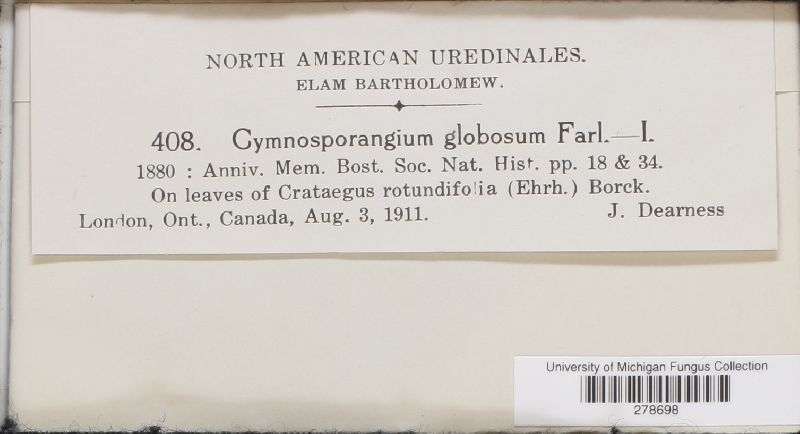 NORTH AMERICAN UREDINALES.
ELAM BARTHOLOMEW.
408. Gymnosporangium globosum Farl.—I.
1880 : Anniv. Mem. Bost. Soc. Nat. Hist. pp. 18 & 34.
On leaves of Crataegus rotundifolia (Ehrh.) Borck.
London, Ont., Canada, Aug. 3, 1911. J. Dearness
University of Michigan Fungus Collection
278698